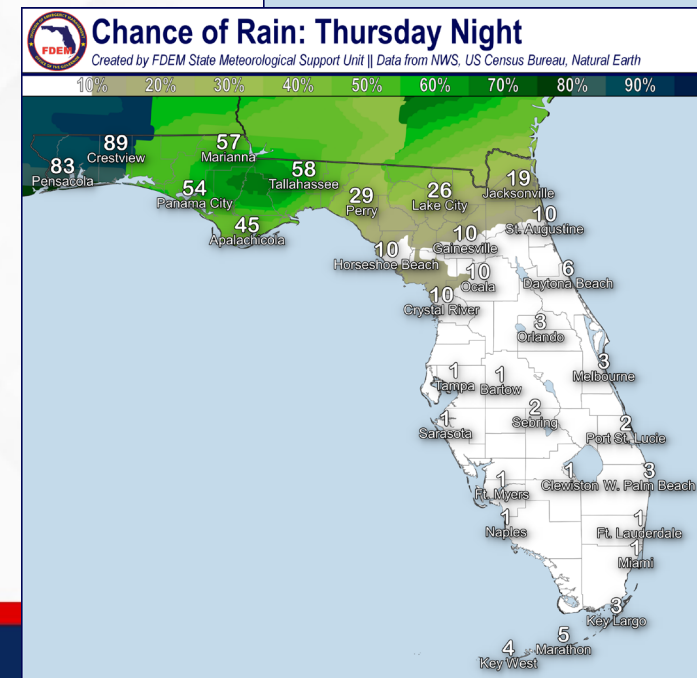 FDEM
Chance of Rain: Thursday Night
Created by FDEM State Meteorological Support Unit || Data from NWS, US Census Bureau, Natural Earth
10% 20% 30% 40% 50% 60% 70% 80% 90%
89
Crestview
57
Marianna
83
Pensacola
58
Tallahassee
19
Jacksonville
54
Panama City
29
Perry
26
Lake City
45
Apalachicola
10
St. Augustine
10
Gainesville
10
Horseshoe Beach
10
Ocala
6
Daytona Beach
10
Crystal River
3
Orlando
3
Melbourne
1
Tampa
1
Bartow
2
Sebring
1
Sarasota
2
Port St. Lucie
1
Clewiston
3
W. Palm Beach
1
Ft. Myers
1
Naples
1
Ft. Lauderdale
1
Miami
3
Key Largo
5
Marathon
4
Key West